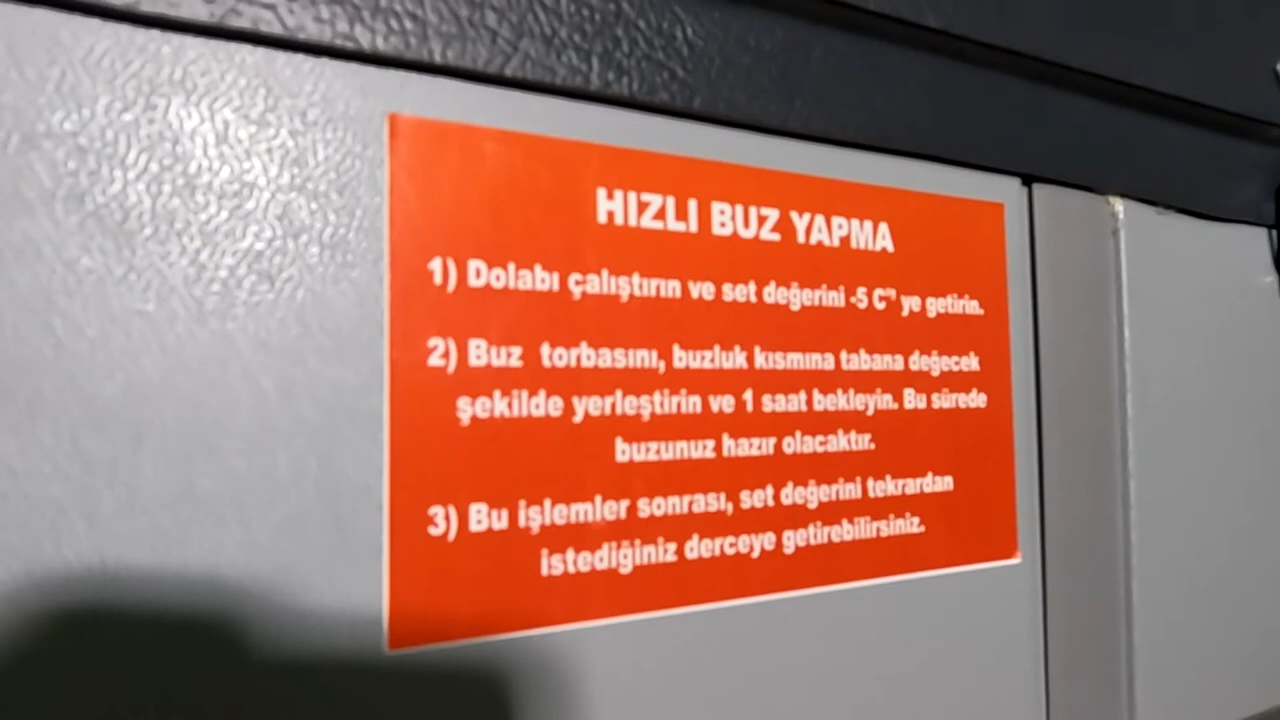 HIZLI BUZ YAPMA
1) Dolabı çalıştırın ve set değerini -5 C°' ye getirin.
2) Buz torbasını, buzluk kısmına tabana değecek
şekilde yerleştirin ve 1 saat bekleyin. Bu sürede
buzunuz hazır olacaktır.
3) Bu işlemler sonrası, set değerini tekrardan
istediğiniz derceye getirebilirsiniz.